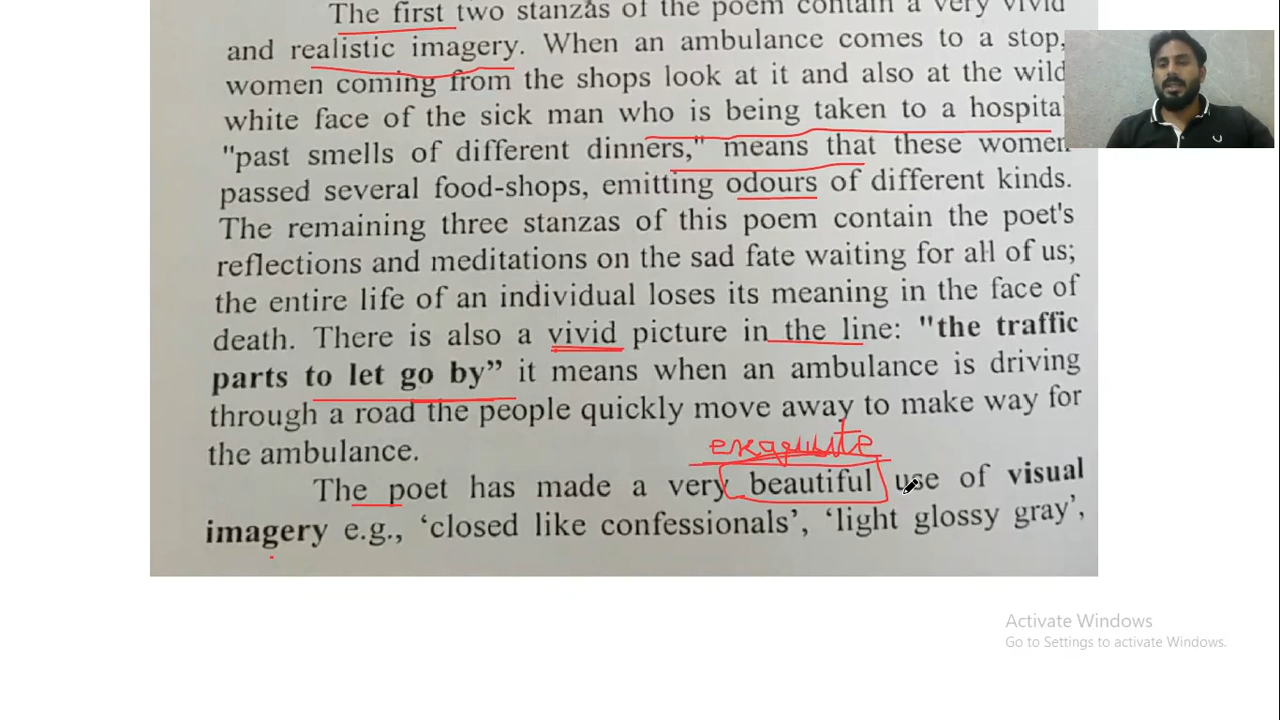 The first two stanzas of the poem contain a very vivid
and realistic imagery. When an ambulance comes to a stop,
women coming from the shops look at it and also at the wild
white face of the sick man who is being taken to a hospital
"past smells of different dinners," means that these women
passed several food-shops, emitting odours of different kinds.
The remaining three stanzas of this poem contain the poet's
reflections and meditations on the sad fate waiting for all of us;
the entire life of an individual loses its meaning in the face of
death. There is also a vivid picture in the line: "the traffic
parts to let go by” it means when an ambulance is driving
through a road the people quickly move away to make way for
the ambulance.
The poet has made a very beautiful use of visual
imagery e.g., ‘closed like confessionals’, ‘light glossy gray’,
Activate Windows
Go to Settings to activate Windows.